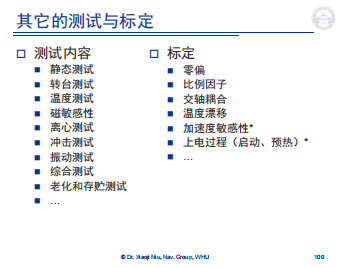 其它的测试与标定
测试内容
静态测试
转台测试
温度测试
磁敏感性
离心测试
冲击测试
振动测试
综合测试
老化和存贮测试
…
标定
零偏
比例因子
交轴耦合
温度漂移
加速度敏感性*
上电过程（启动、预热）*
…
© Dr. Xiaoji Niu, Nav. Group, WHU
100